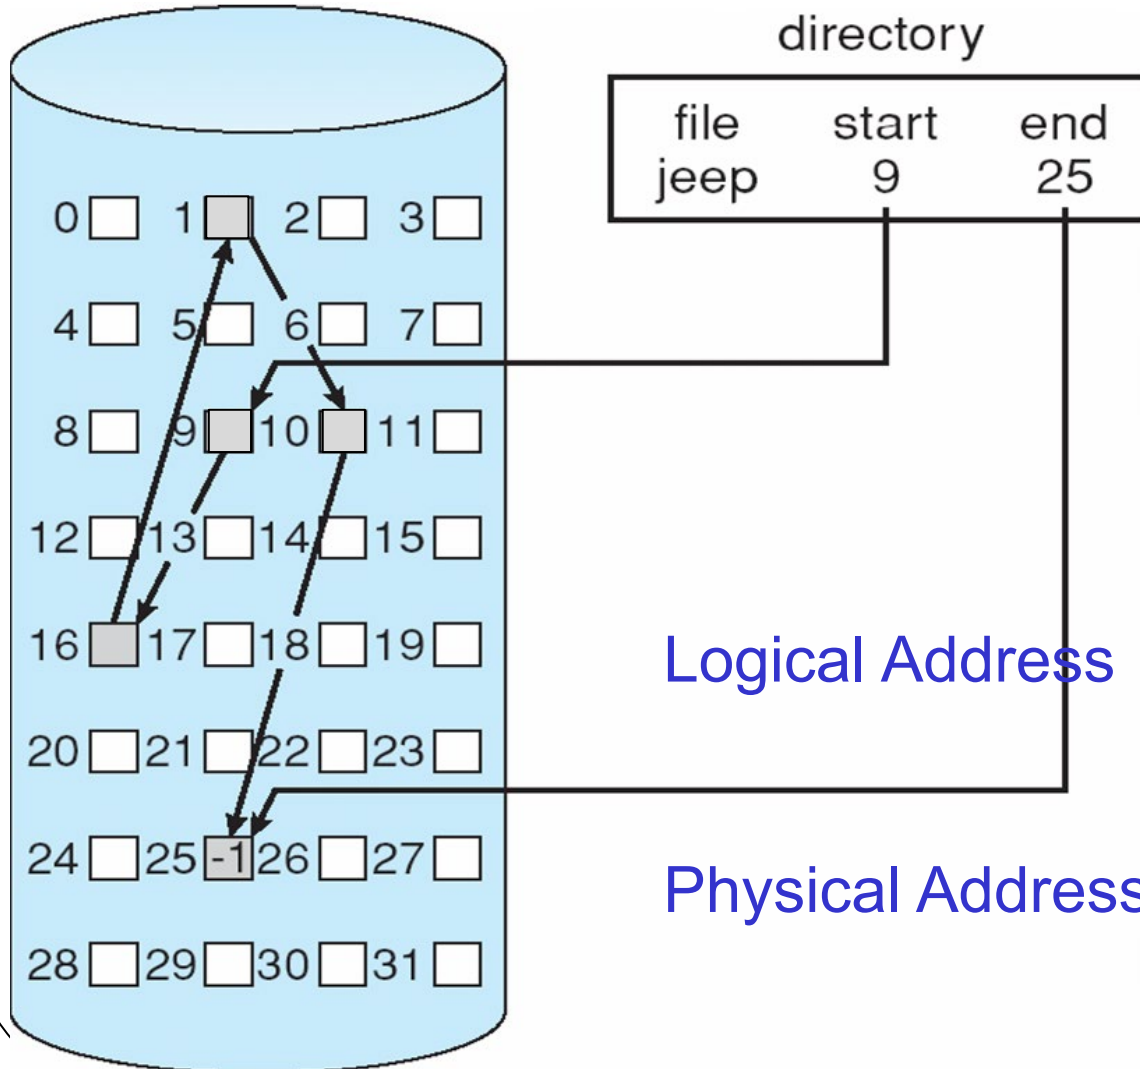 directory
file start end
jeep 9 25
0 1 2 3
4 5 6 7
8 9 10 11
12 13 14 15
16 17 18 19
Logical Address
20 21 22 23
24 25 -1 26 27
Physical Address
28 29 30 31